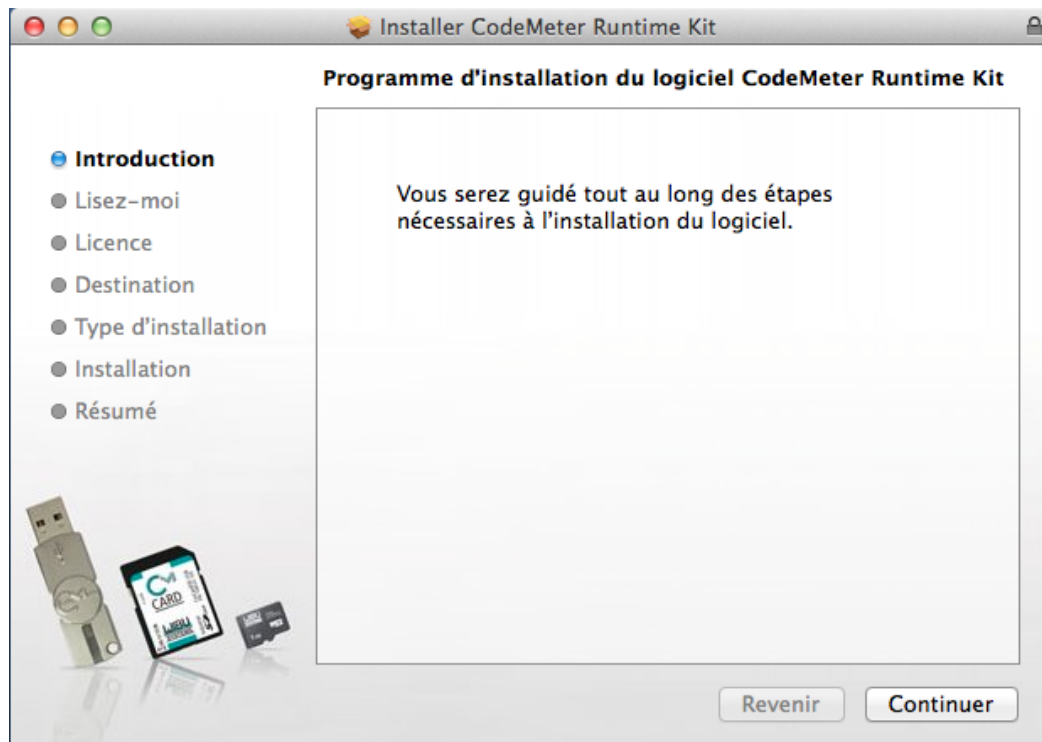 Installer CodeMeter Runtime Kit
Programme d'installation du logiciel CodeMeter Runtime Kit
Introduction
Lisez-moi
Licence
Destination
Type d'installation
Installation
Résumé
Vous serez guidé tout au long des étapes
nécessaires à l'installation du logiciel.
CARD
WIBU
Revenir
Continuer